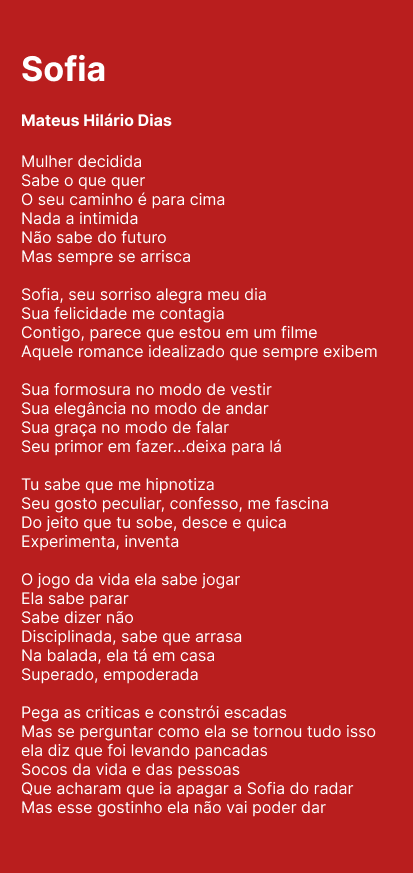 Sofia
Mateus Hilário Dias
Mulher decidida
Sabe o que quer
O seu caminho é para cima
Nada a intimida
Não sabe do futuro
Mas sempre se arrisca
Sofia, seu sorriso alegra meu dia
Sua felicidade me contagia
Contigo, parece que estou em um filme
Aquele romance idealizado que sempre exibem
Sua formosura no modo de vestir
Sua elegância no modo de andar
Sua graça no modo de falar
Seu primor em fazer...deixa para lá
Tu sabe que me hipnotiza
Seu gosto peculiar, confesso, me fascina
Do jeito que tu sobe, desce e quica
Experimenta, inventa
O jogo da vida ela sabe jogar
Ela sabe parar
Sabe dizer não
Disciplinada, sabe que arrasa
Na balada, ela tá em casa
Superado, empoderada
Pega as criticas e constrói escadas
Mas se perguntar como ela se tornou tudo isso
ela diz que foi levando pancadas
Socos da vida e das pessoas
Que acharam que ia apagar a Sofia do radar
Mas esse gostinho ela não vai poder dar